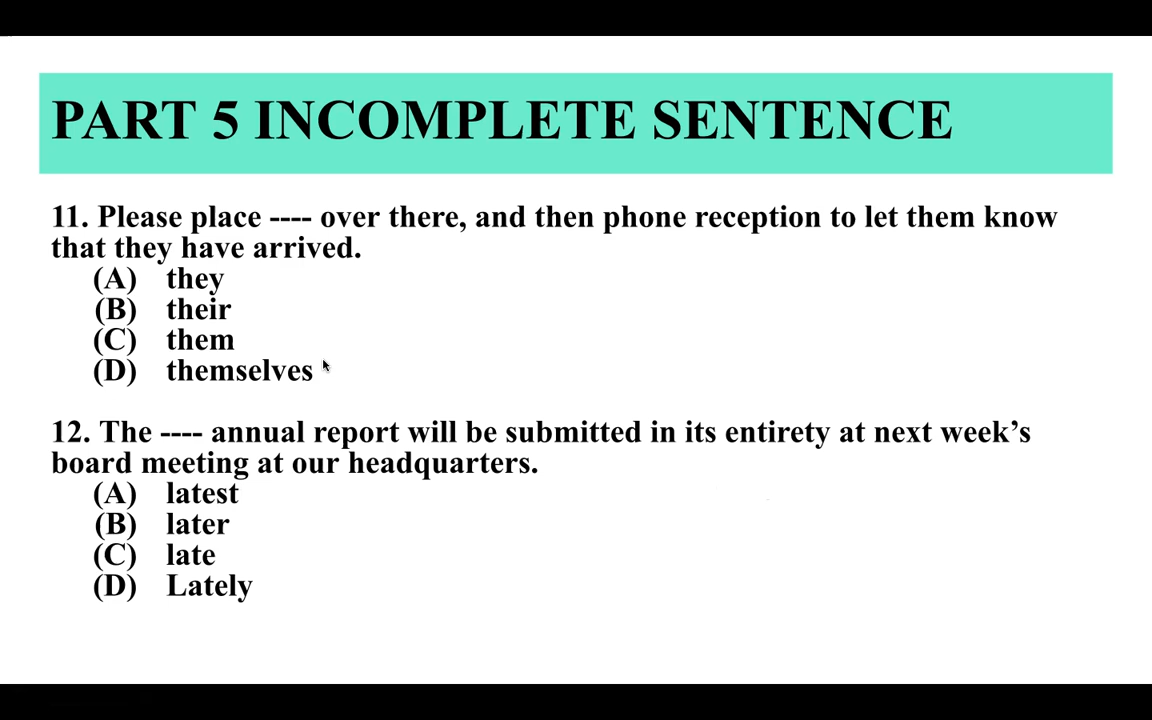 PART 5 INCOMPLETE SENTENCE
11. Please place ---- over there, and then phone reception to let them know
that they have arrived.
(A) they
(B) their
(C) them
(D) themselves
12. The ---- annual report will be submitted in its entirety at next week’s
board meeting at our headquarters.
(A) latest
(B) later
(C) late
(D) Lately